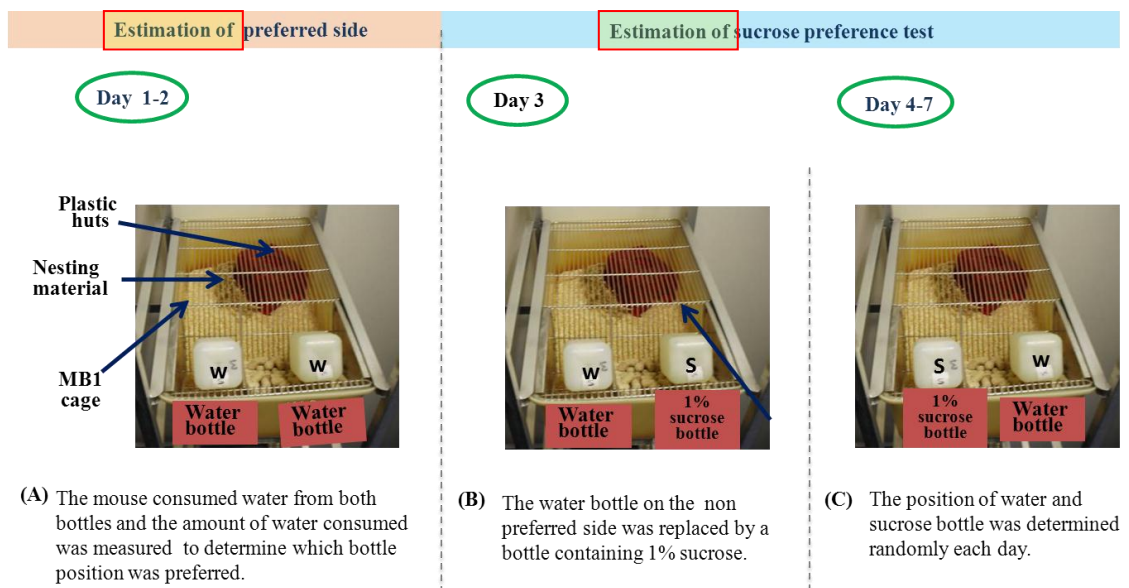 Estimation of preferred side
Estimation of sucrose preference test
Day 1-2
Day 3
Day 4-7
Plastic
huts
Nesting
material
MB1
cage
W
W
Water
bottle
Water
bottle
W
S
Water
bottle
1%
sucrose
bottle
S
W
1%
sucrose
bottle
Water
bottle
(A) The mouse consumed water from both
bottles and the amount of water consumed
was measured to determine which bottle
position was preferred.
(B) The water bottle on the non
preferred side was replaced by a
bottle containing 1% sucrose.
(C) The position of water and
sucrose bottle was determined
randomly each day.